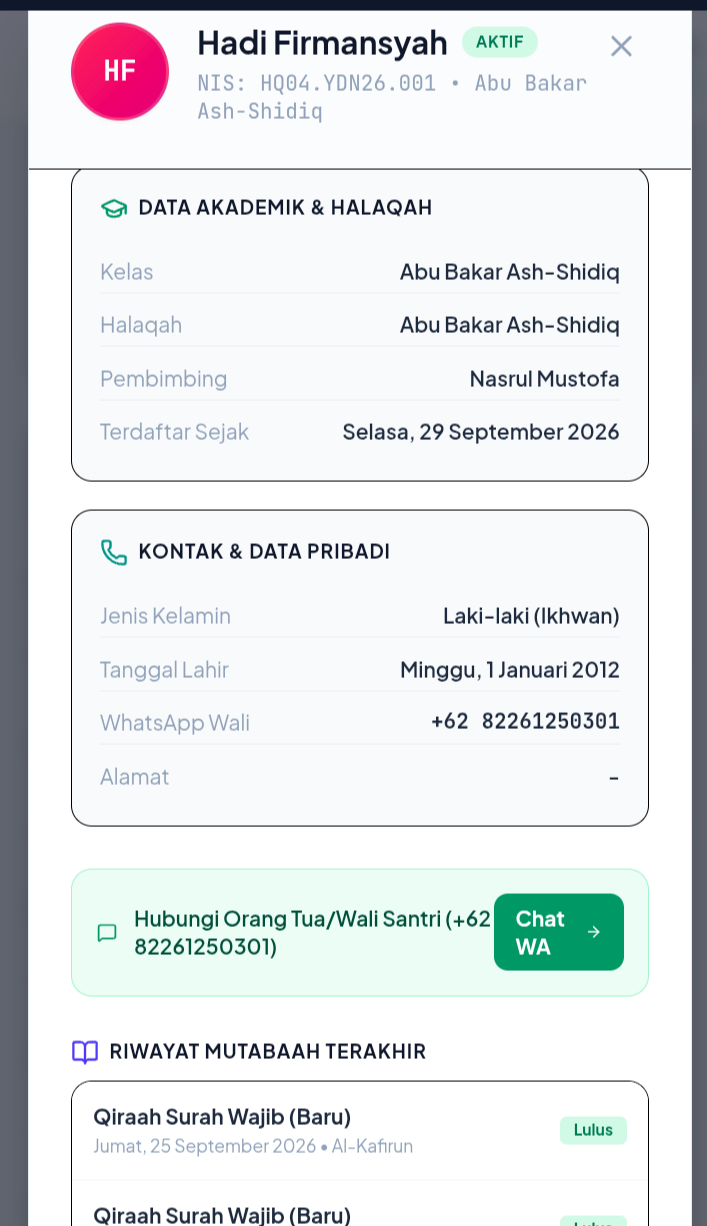 HF
Hadi Firmansyah AKTIF
NIS: HQ04.YDN26.001 • Abu Bakar
Ash-Shidiq
DATA AKADEMIK & HALAQAH
Kelas Abu Bakar Ash-Shidiq
Halaqah Abu Bakar Ash-Shidiq
Pembimbing Nasrul Mustofa
Terdaftar Sejak Selasa, 29 September 2026
KONTAK & DATA PRIBADI
Jenis Kelamin Laki-laki (Ikhwan)
Tanggal Lahir Minggu, 1 Januari 2012
WhatsApp Wali +62 82261250301
Alamat -
Hubungi Orang Tua/Wali Santri (+62
82261250301)
Chat
WA
RIWAYAT MUTABAAH TERAKHIR
Qiraah Surah Wajib (Baru)
Jumat, 25 September 2026 • Al-Kafirun
Lulus
Qiraah Surah Wajib (Baru)
Lulus